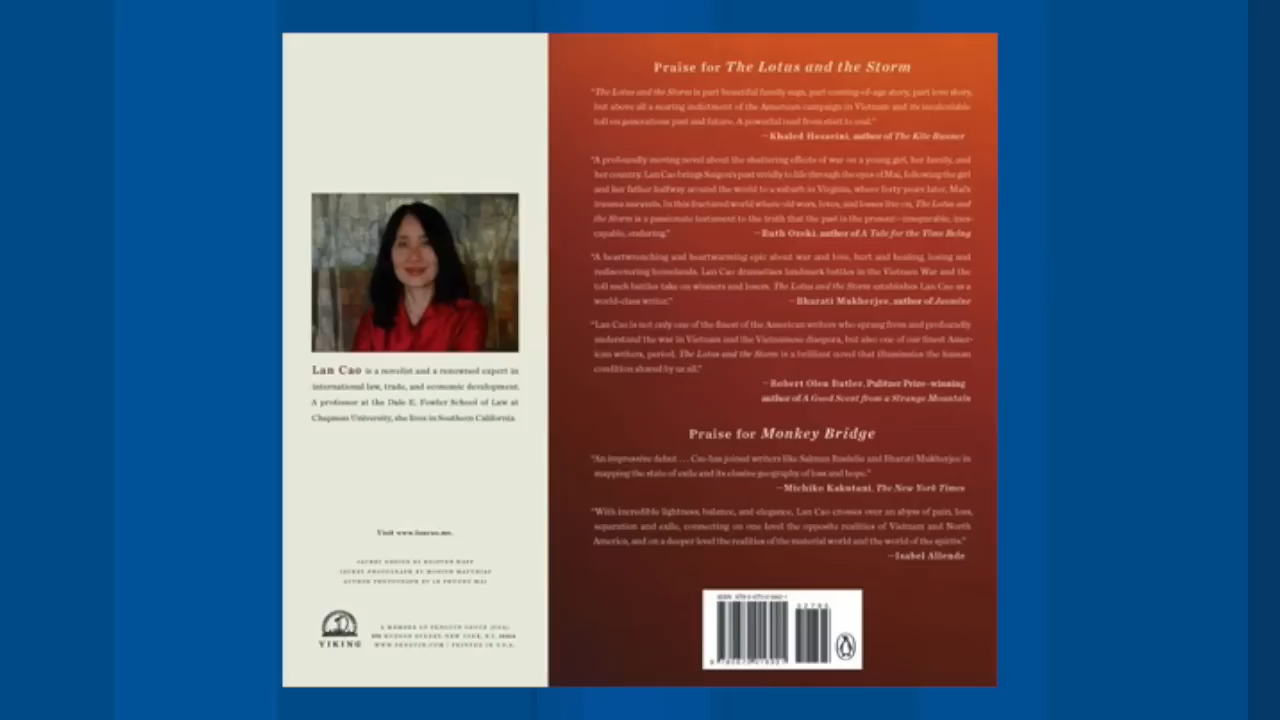 Lan Cao is a novelist and a renowned expert in
international law, trade, and economic development.
A professor at the Dale E. Fowler School of Law at
Chapman University, she lives in Southern California.
Visit www.lancao.me.
AUTHOR PHOTOGRAPH BY LE PHUONG MAI
VIKING
A MEMBER OF PENGUIN GROUP (USA)
HUDSON STREET, NEW YORK, N.Y.
WWW.PENGUIN.COM | PRINTED IN U.S.A.
Praise for The Lotus and the Storm
"The Lotus and the Storm is part beautiful family saga, part coming-of-age story, part love story,
but above all a searing indictment of the American campaign in Vietnam and its incalculable
toll on generations past and future. A powerful read from start to end."
—Khaled Hosseini, author of The Kite Runner
"A profoundly moving novel about the shattering effects of war on a young girl, her family, and
her country. Lan Cao brings Saigon's past vividly to life through the eyes of Mai, following the girl
and her father halfway around the world to a suburb in Virginia, where forty years later, Mai's
trauma unravels. In this fractured world where old wars, loves, and losses live on, The Lotus and
the Storm is a passionate testament to the truth that the past is the present—inseparable, ines-
capable, enduring."
—Ruth Ozeki, author of A Tale for the Time Being
"A heartwrenching and heartwarming epic about war and love, hurt and healing, losing and
rediscovering homelands. Lan Cao dramatizes landmark battles in the Vietnam War and the
toll such battles take on winners and losers. The Lotus and the Storm establishes Lan Cao as a
world-class writer."
—Bharati Mukherjee, author of Jasmine
"Lan Cao is not only one of the finest of the American writers who sprang from and profoundly
understand the war in Vietnam and the Vietnamese diaspora, but also one of our finest Amer-
ican writers, period. The Lotus and the Storm is a brilliant novel that illuminates the human
condition shared by us all."
—Robert Olen Butler, Pulitzer Prize–winning
author of A Good Scent from a Strange Mountain
Praise for Monkey Bridge
"An impressive debut . . . Cao has joined writers like Salman Rushdie and Bharati Mukherjee in
mapping the state of exile and its elusive geography of loss and hope."
—Michiko Kakutani, The New York Times
"With incredible lightness, balance, and elegance, Lan Cao crosses over an abyss of pain, loss,
separation and exile, connecting on one level the opposite realities of Vietnam and North
America, and on a deeper level the realities of the material world and the world of the spirits."
—Isabel Allende